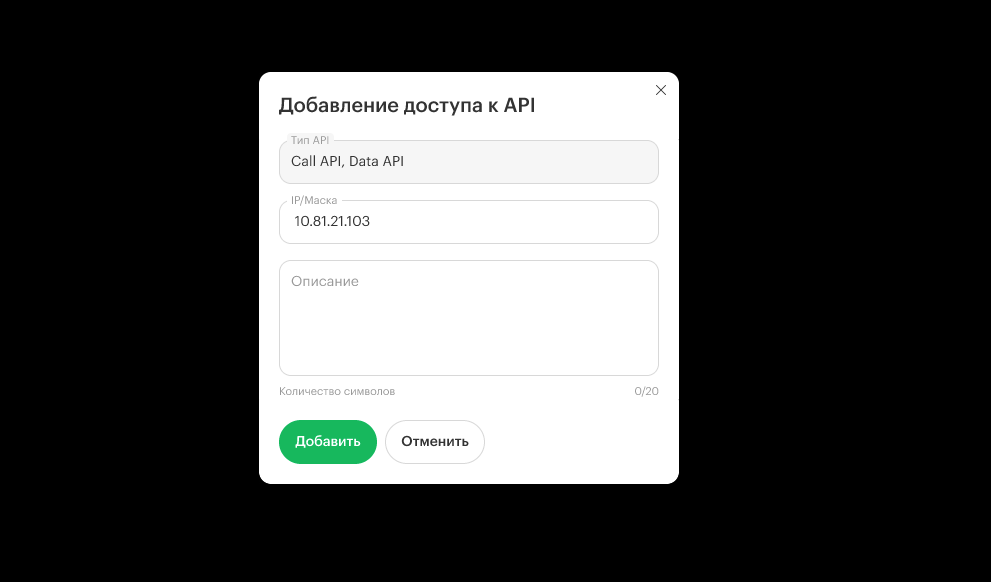 Добавление доступа к API
Тип API
Call API, Data API
IP/Маска
10.81.21.103
Описание
Количество символов 0/20
Добавить Отменить